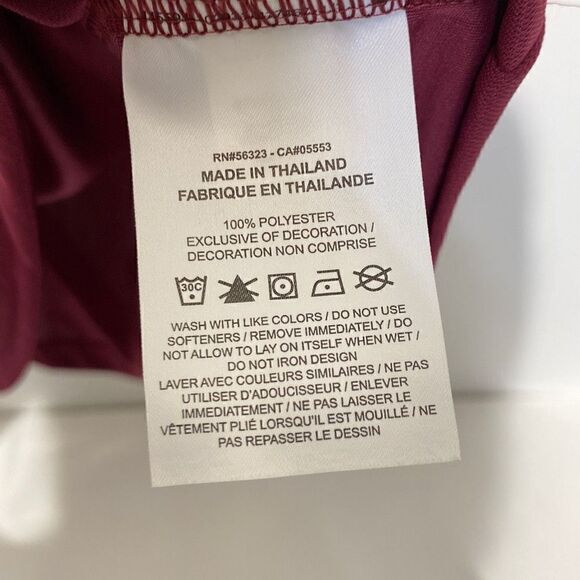 RN#56323 - CA#05553
MADE IN THAILAND
FABRIQUE EN THAILANDE
100% POLYESTER
EXCLUSIVE OF DECORATION /
DECORATION NON COMPRISE
30C
WASH WITH LIKE COLORS / DO NOT USE
SOFTENERS / REMOVE IMMEDIATELY / DO
NOT ALLOW TO LAY ON ITSELF WHEN WET /
DO NOT IRON DESIGN
LAVER AVEC COULEURS SIMILAIRES / NE PAS
UTILISER D'ADOUCISSEUR / ENLEVER
IMMEDIATEMENT / NE PAS LAISSER LE
VÊTEMENT PLIÉ LORSQU'IL EST MOUILLÉ / NE
PAS REPASSER LE DESSIN